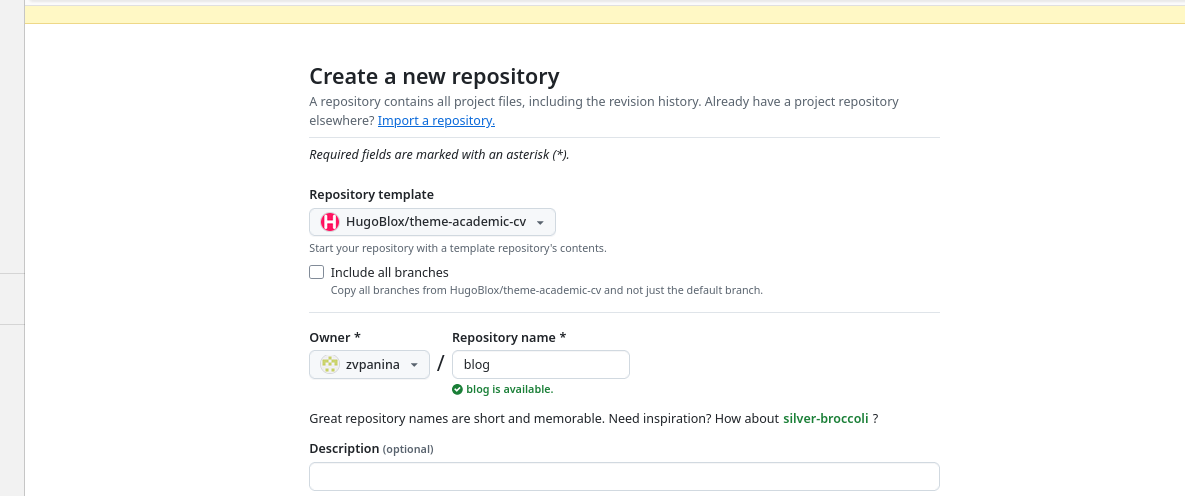 Create a new repository
A repository contains all project files, including the revision history. Already have a project repository
elsewhere? Import a repository.
Required fields are marked with an asterisk (*).
Repository template
HugoBlox/theme-academic-cv
Start your repository with a template repository's contents.
Include all branches
Copy all branches from HugoBlox/theme-academic-cv and not just the default branch.
Owner * Repository name *
zvpanina / blog
blog is available.
Great repository names are short and memorable. Need inspiration? How about silver-broccoli ?
Description (optional)